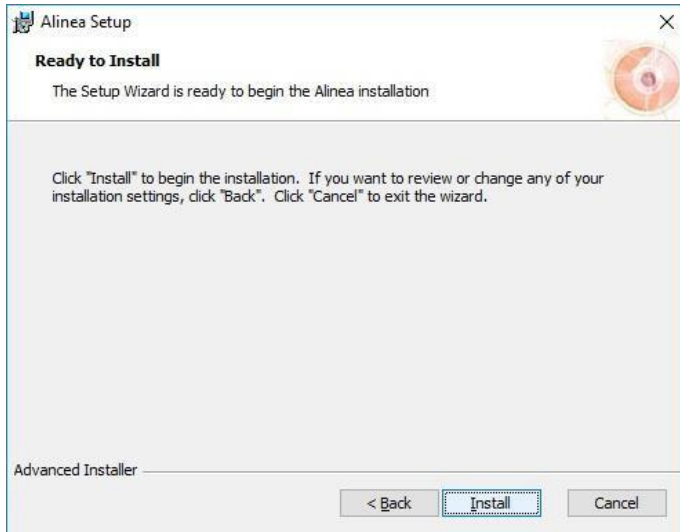 Alinea Setup
Ready to Install
The Setup Wizard is ready to begin the Alinea installation
Click "Install" to begin the installation. If you want to review or change any of your
installation settings, click "Back". Click "Cancel" to exit the wizard.
Advanced Installer
< Back
Install
Cancel